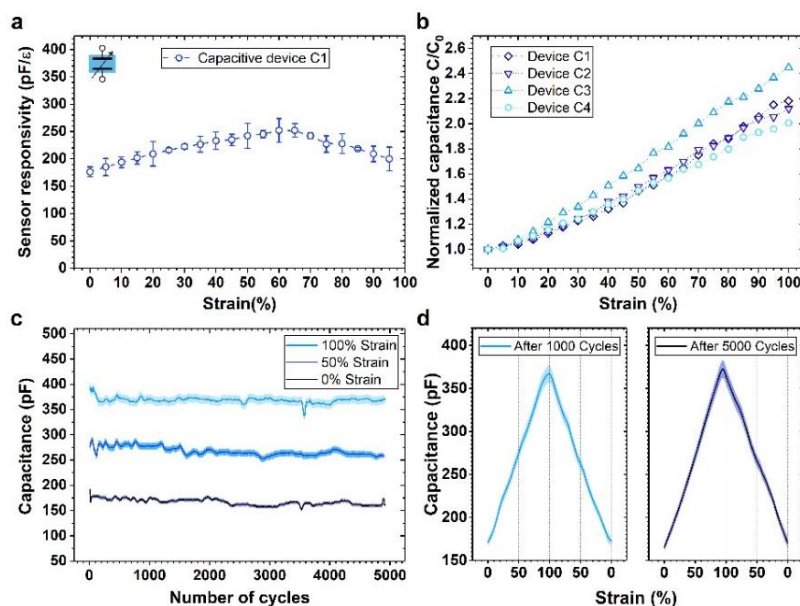 a
Sensor responsivity (pF/ε)
400
350
300
250
200
150
100
50
0
Capacitive device C1
0 10 20 30 40 50 60 70 80 90 100
Strain(%)
b
Normalized capacitance C/C0
2.6
2.4
2.2
2.0
1.8
1.6
1.4
1.2
1.0
Device C1
Device C2
Device C3
Device C4
0 10 20 30 40 50 60 70 80 90 100
Strain (%)
c
Capacitance (pF)
500
450
400
350
300
250
200
150
100
50
100% Strain
50% Strain
0% Strain
0 1000 2000 3000 4000 5000
Number of cycles
d
Capacitance (pF)
400
350
300
250
200
150
After 1000 Cycles
0 50 100 50 0
After 5000 Cycles
0 50 100 50 0
Strain (%)